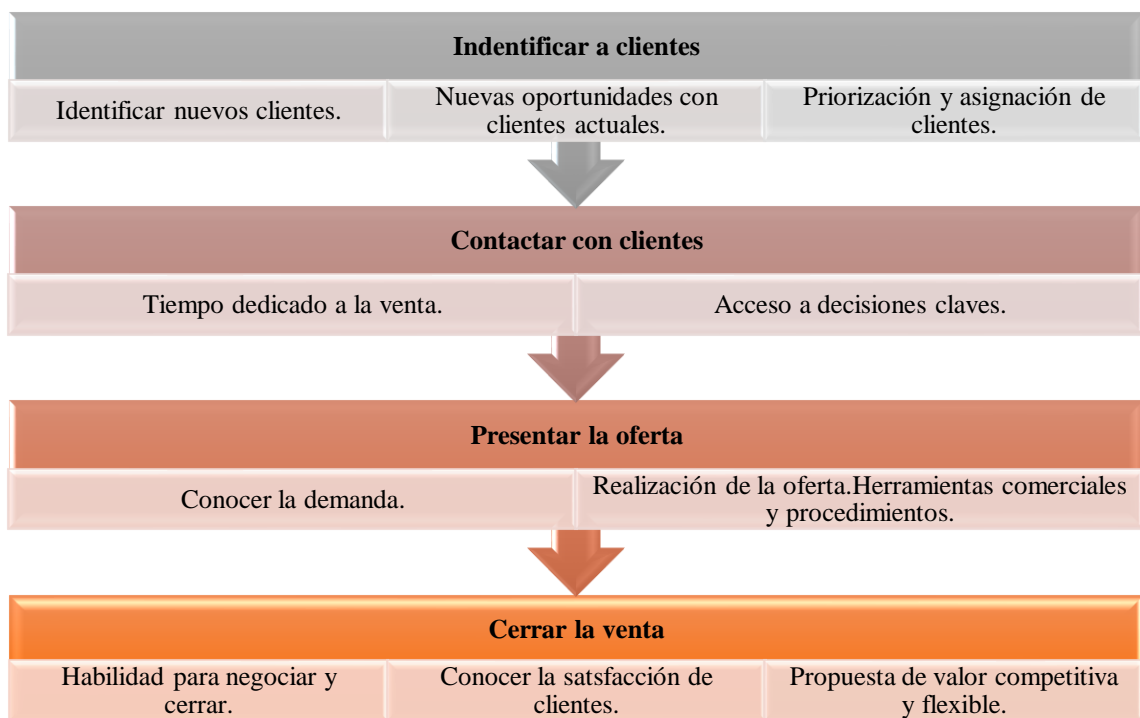 Indentificar a clientes
Identificar nuevos clientes.
Nuevas oportunidades con
clientes actuales.
Priorización y asignación de
clientes.
Contactar con clientes
Tiempo dedicado a la venta.
Acceso a decisiones claves.
Presentar la oferta
Conocer la demanda.
Realización de la oferta.Herramientas comerciales
y procedimientos.
Cerrar la venta
Habilidad para negociar y
cerrar.
Conocer la satsfacción de
clientes.
Propuesta de valor competitiva
y flexible.